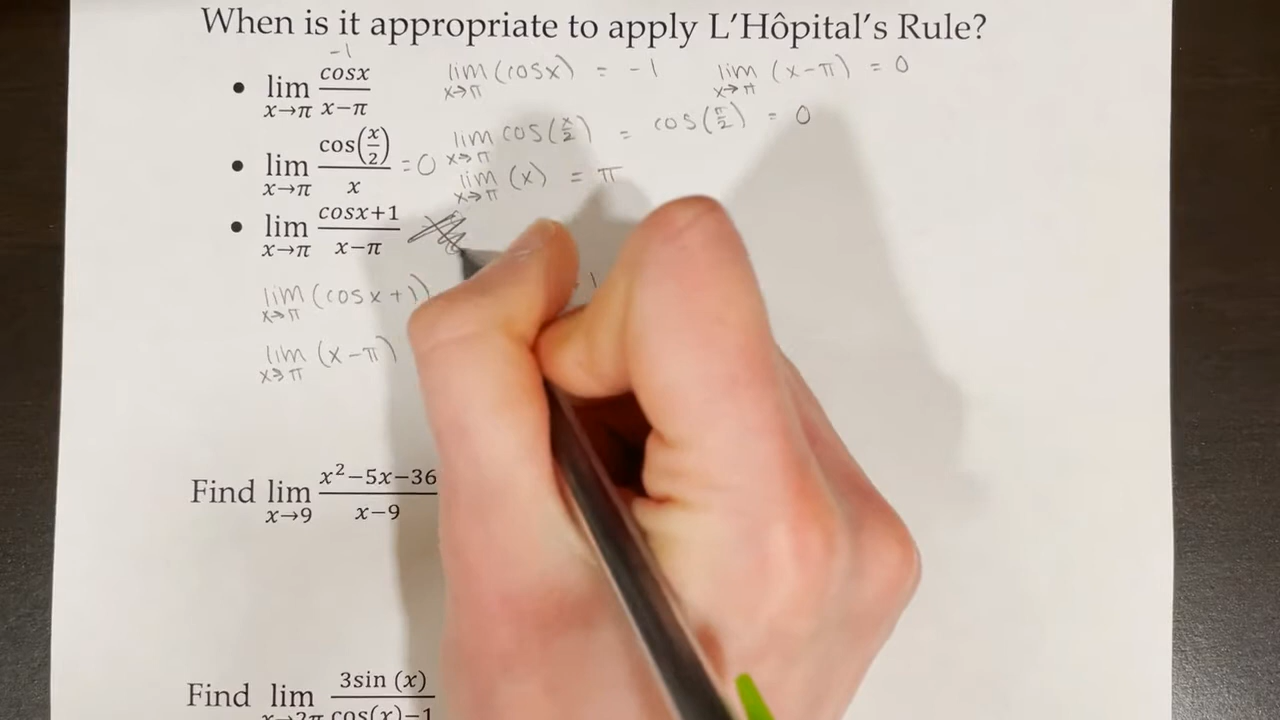 When is it appropriate to apply L'Hôpital's Rule?
-1
• lim x→π cosx / x−π lim x→π (cosx) = -1 lim x→π (x-π) = 0
• lim x→π cos(x/2) / x = 0 lim x→π cos(x/2) = cos(π/2) = 0
lim x→π (x) = π
• lim x→π cosx+1 / x−π
lim x→π (cosx+1)
lim x→π (x-π)
Find lim x→9 x²−5x−36 / x−9
Find lim x→2π 3sin (x) / cos(x)−1